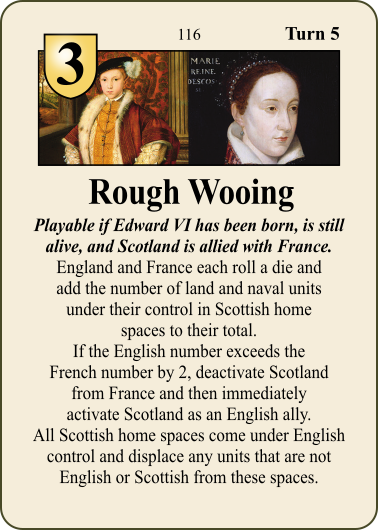 3
116
Turn 5
MARIE
REINE
DESCOS
Rough Wooing
Playable if Edward VI has been born, is still
alive, and Scotland is allied with France.
England and France each roll a die and
add the number of land and naval units
under their control in Scottish home
spaces to their total.
If the English number exceeds the
French number by 2, deactivate Scotland
from France and then immediately
activate Scotland as an English ally.
All Scottish home spaces come under English
control and displace any units that are not
English or Scottish from these spaces.